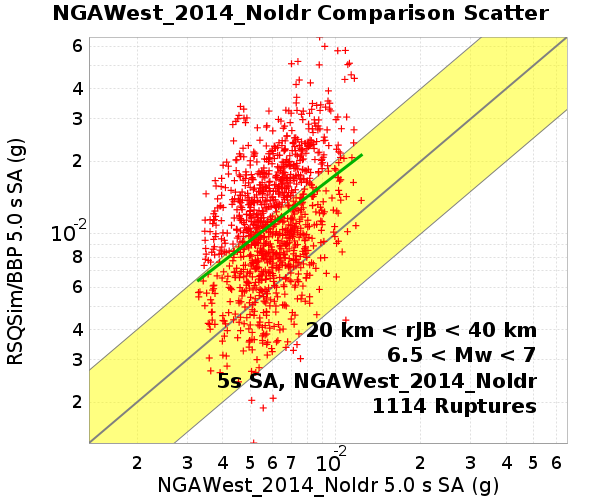 NGAWest_2014_NoIdr Comparison Scatter
RSQSim/BBP 5.0 s SA (g)
6
4
3
2
10-2
8
6
4
3
2
20 km < rJB < 40 km
6.5 < Mw < 7
5s SA, NGAWest_2014_NoIdr
1114 Ruptures
2 3 4 5 6 7 10-2 2 3 4 5 6
NGAWest_2014_NoIdr 5.0 s SA (g)